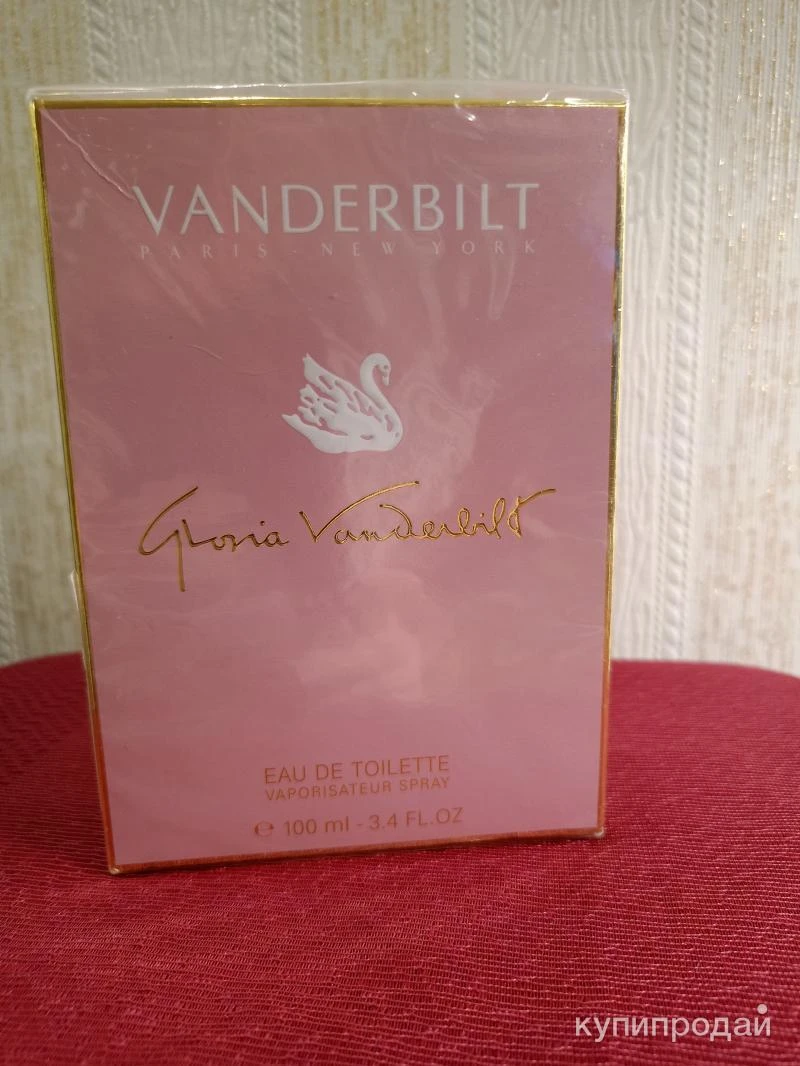 VANDERBILT
PARIS - NEW YORK
Gloria Vanderbilt
EAU DE TOILETTE
VAPORISATEUR SPRAY
℮ 100 ml - 3.4 FL.OZ
купипродай